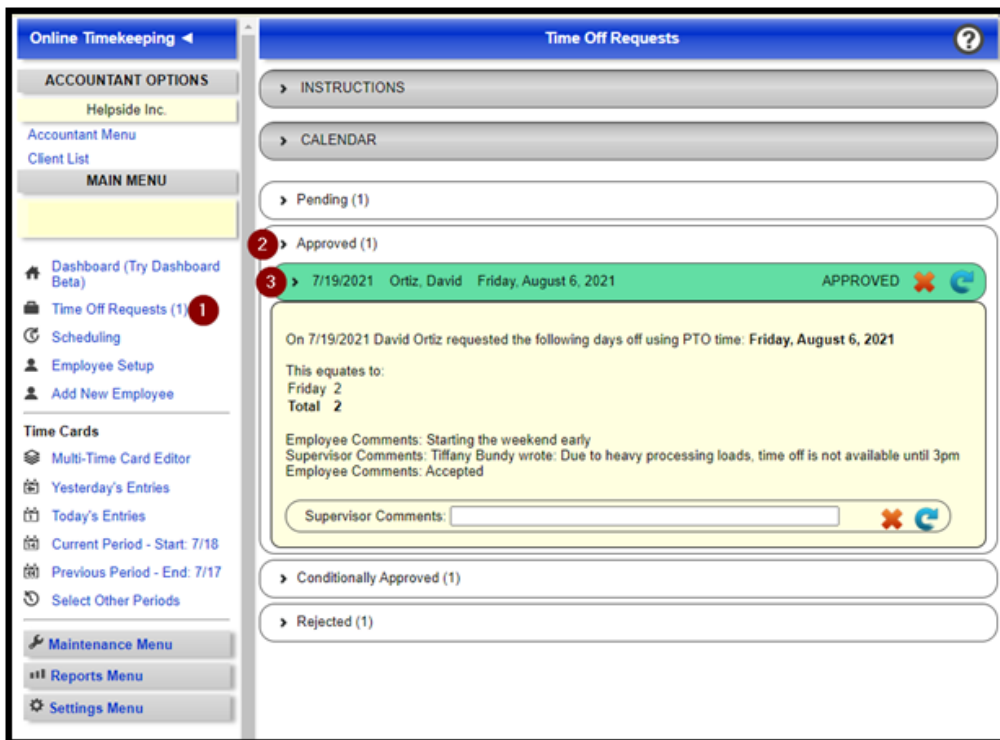 Online Timekeeping ◄
ACCOUNTANT OPTIONS
Helpside Inc.
Accountant Menu
Client List
MAIN MENU
Dashboard (Try Dashboard
Beta)
Time Off Requests (1) 1
Scheduling
Employee Setup
Add New Employee
Time Cards
Multi-Time Card Editor
Yesterday's Entries
Today's Entries
Current Period - Start: 7/18
Previous Period - End: 7/17
Select Other Periods
Maintenance Menu
Reports Menu
Settings Menu
Time Off Requests ?
INSTRUCTIONS
CALENDAR
Pending (1)
2 Approved (1)
3 7/19/2021 Ortiz, David Friday, August 6, 2021 APPROVED
On 7/19/2021 David Ortiz requested the following days off using PTO time: Friday, August 6, 2021
This equates to:
Friday 2
Total 2
Employee Comments: Starting the weekend early
Supervisor Comments: Tiffany Bundy wrote: Due to heavy processing loads, time off is not available until 3pm
Employee Comments: Accepted
Supervisor Comments:
Conditionally Approved (1)
Rejected (1)